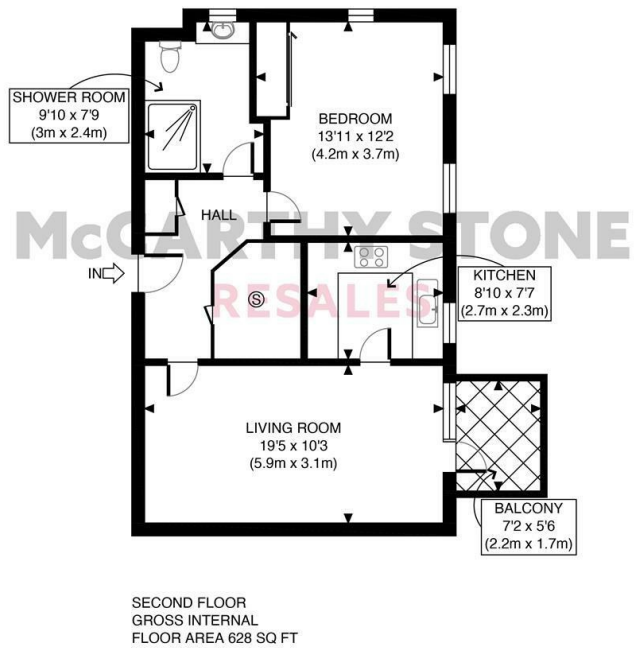 SHOWER ROOM
9'10 x 7'9
(3m x 2.4m)
BEDROOM
13'11 x 12'2
(4.2m x 3.7m)
HALL
McCARTHY STONE
RESALES
IN
S
KITCHEN
8'10 x 7'7
(2.7m x 2.3m)
LIVING ROOM
19'5 x 10'3
(5.9m x 3.1m)
BALCONY
7'2 x 5'6
(2.2m x 1.7m)
SECOND FLOOR
GROSS INTERNAL
FLOOR AREA 628 SQ FT